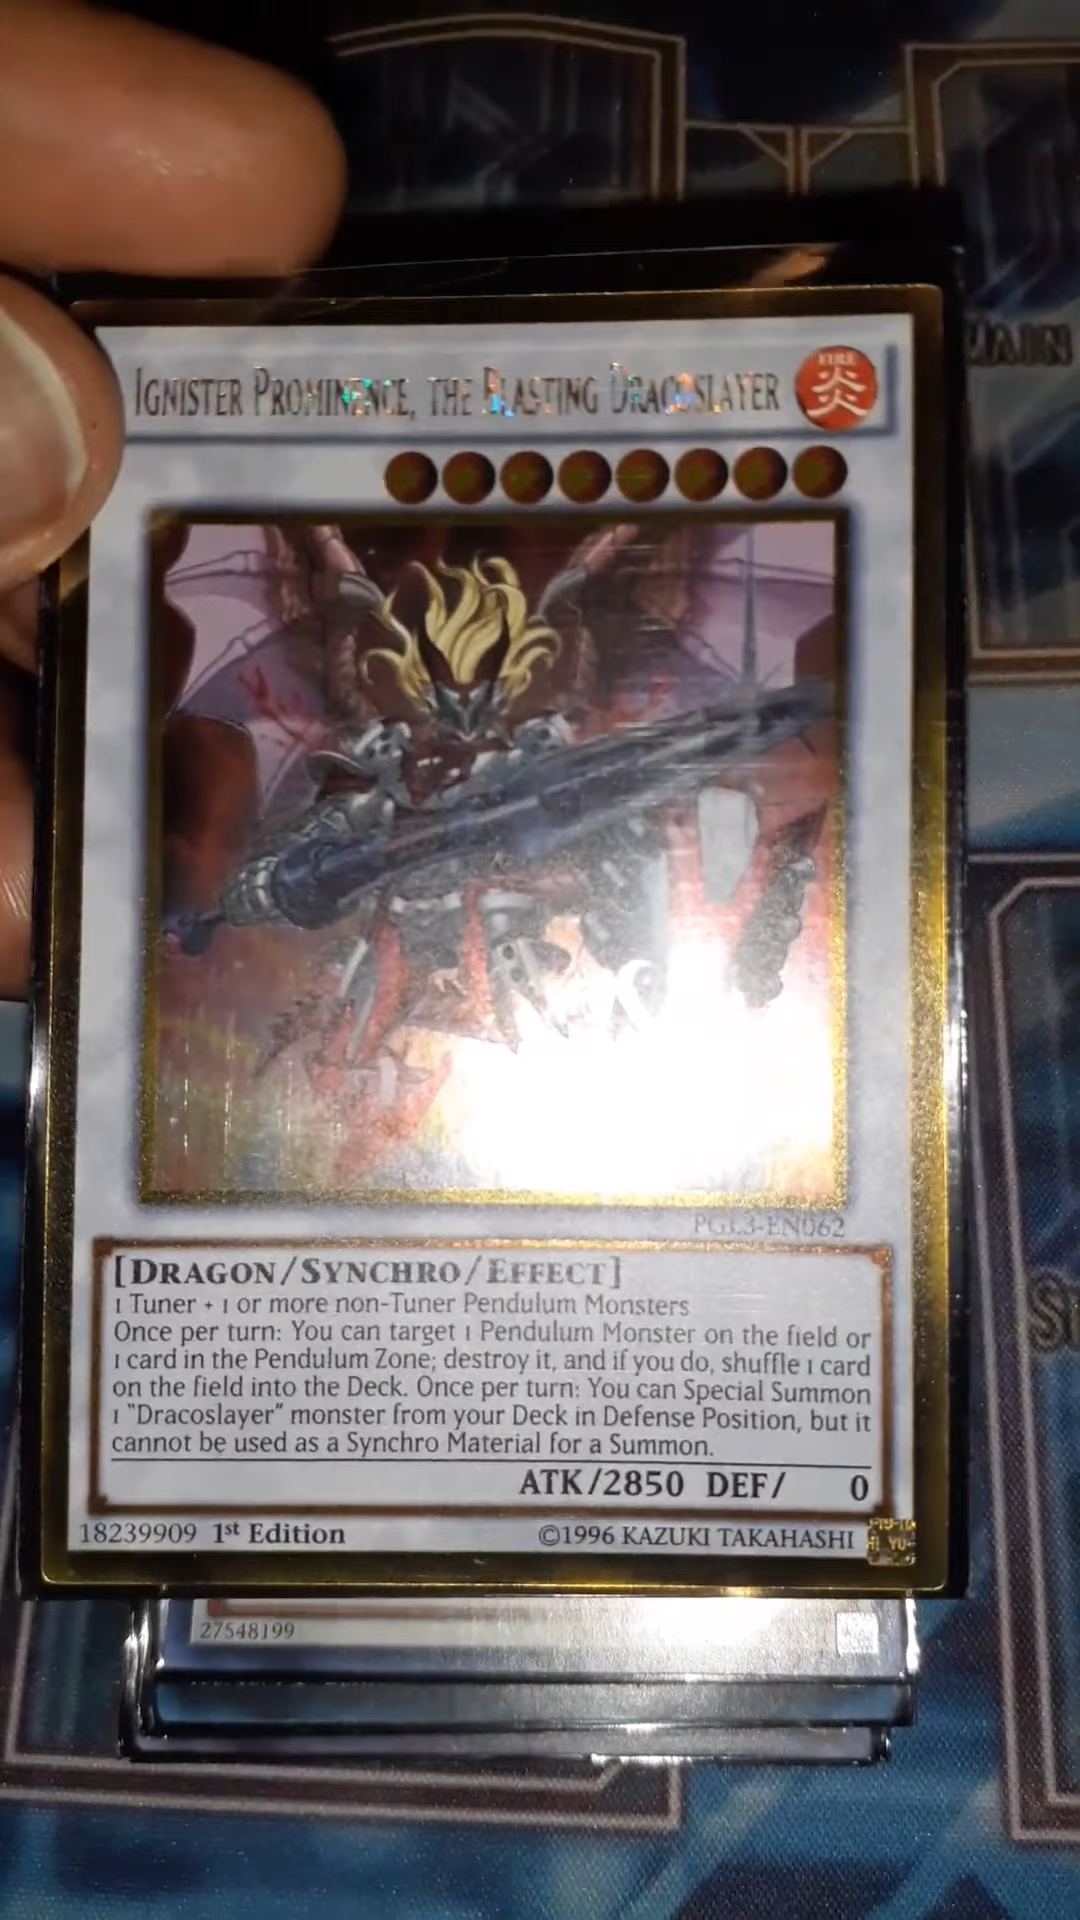 IGNISTER PROMINENCE, THE BLASTING DRACOSLAYER
FIRE
炎
MAIN
PGL3-EN062
[DRAGON/SYNCHRO/EFFECT]
1 Tuner + 1 or more non-Tuner Pendulum Monsters
Once per turn: You can target 1 Pendulum Monster on the field or
1 card in the Pendulum Zone; destroy it, and if you do, shuffle 1 card
on the field into the Deck. Once per turn: You can Special Summon
1 "Dracoslayer" monster from your Deck in Defense Position, but it
cannot be used as a Synchro Material for a Summon.
ATK/2850 DEF/ 0
18239909 1st Edition ©1996 KAZUKI TAKAHASHI
27548199